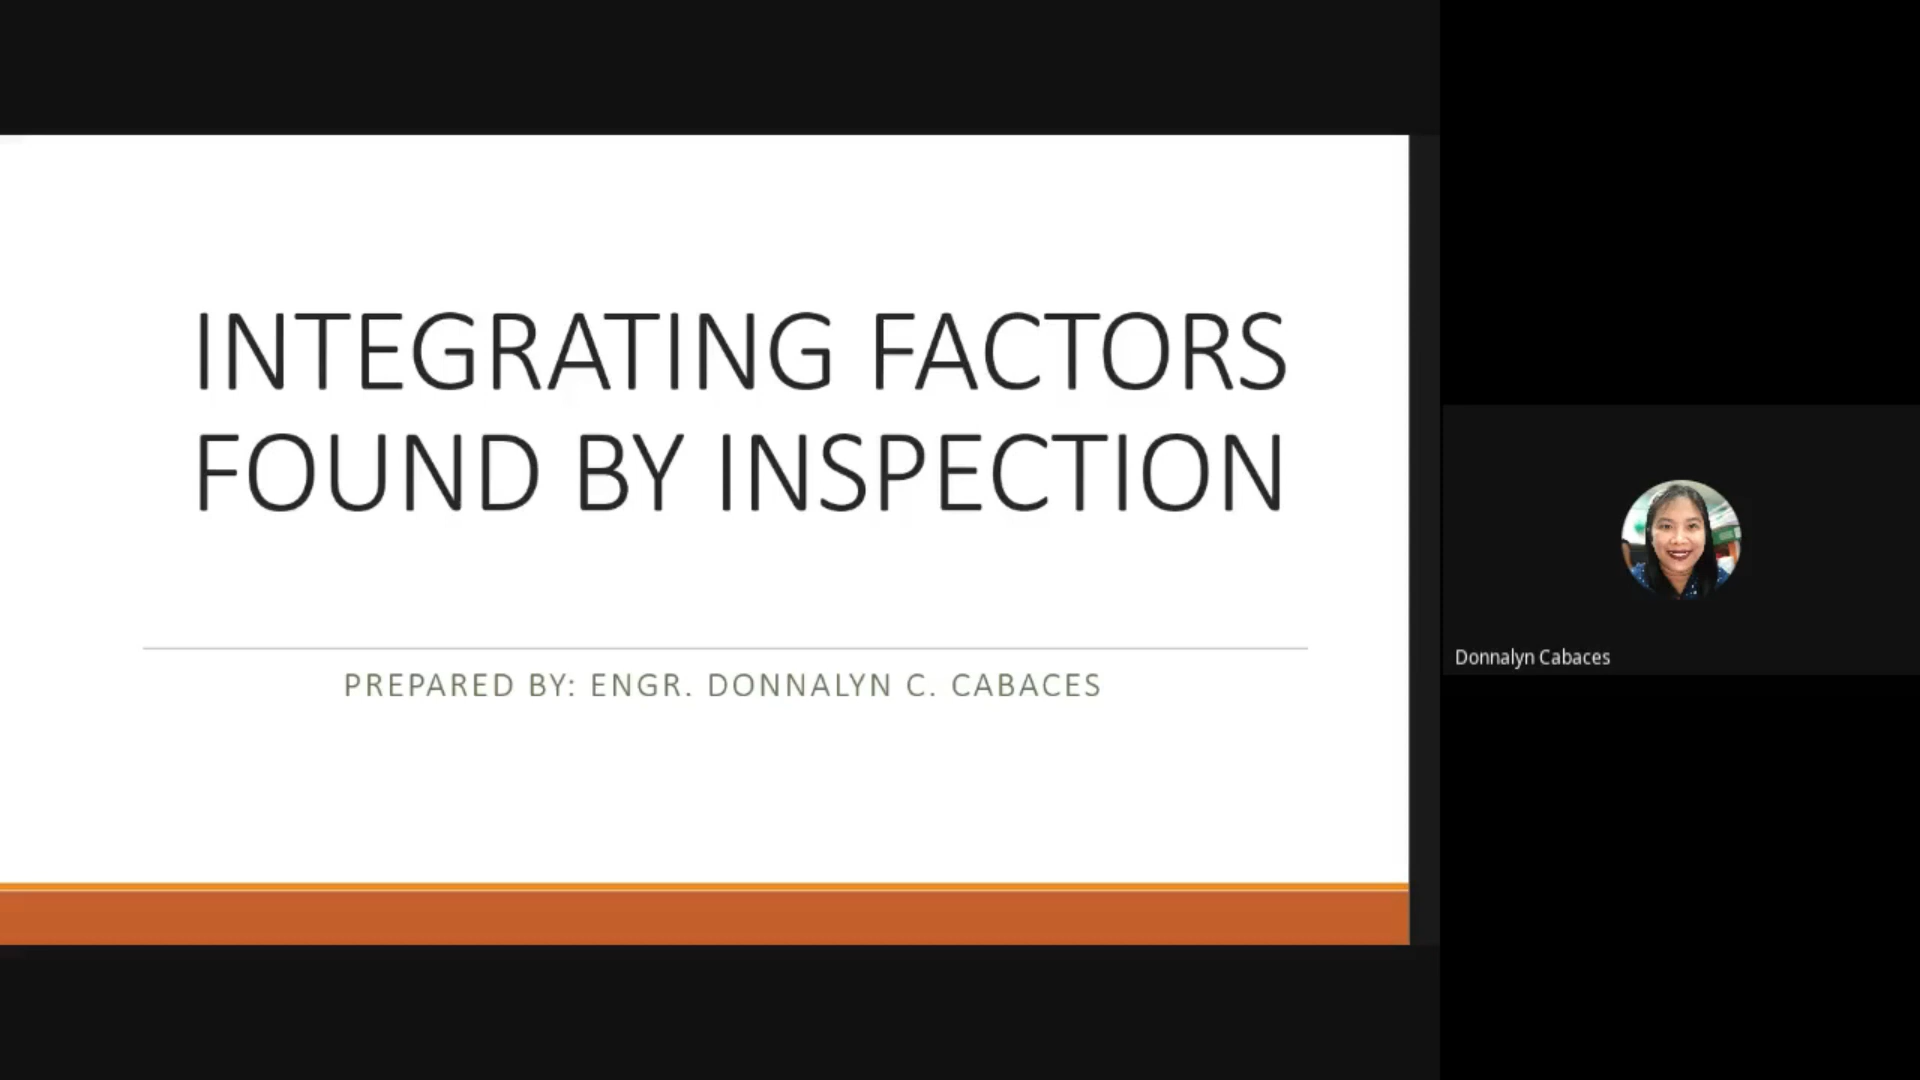 INTEGRATING FACTORS
FOUND BY INSPECTION
PREPARED BY: ENGR. DONNALYN C. CABACES
Donnalyn Cabaces